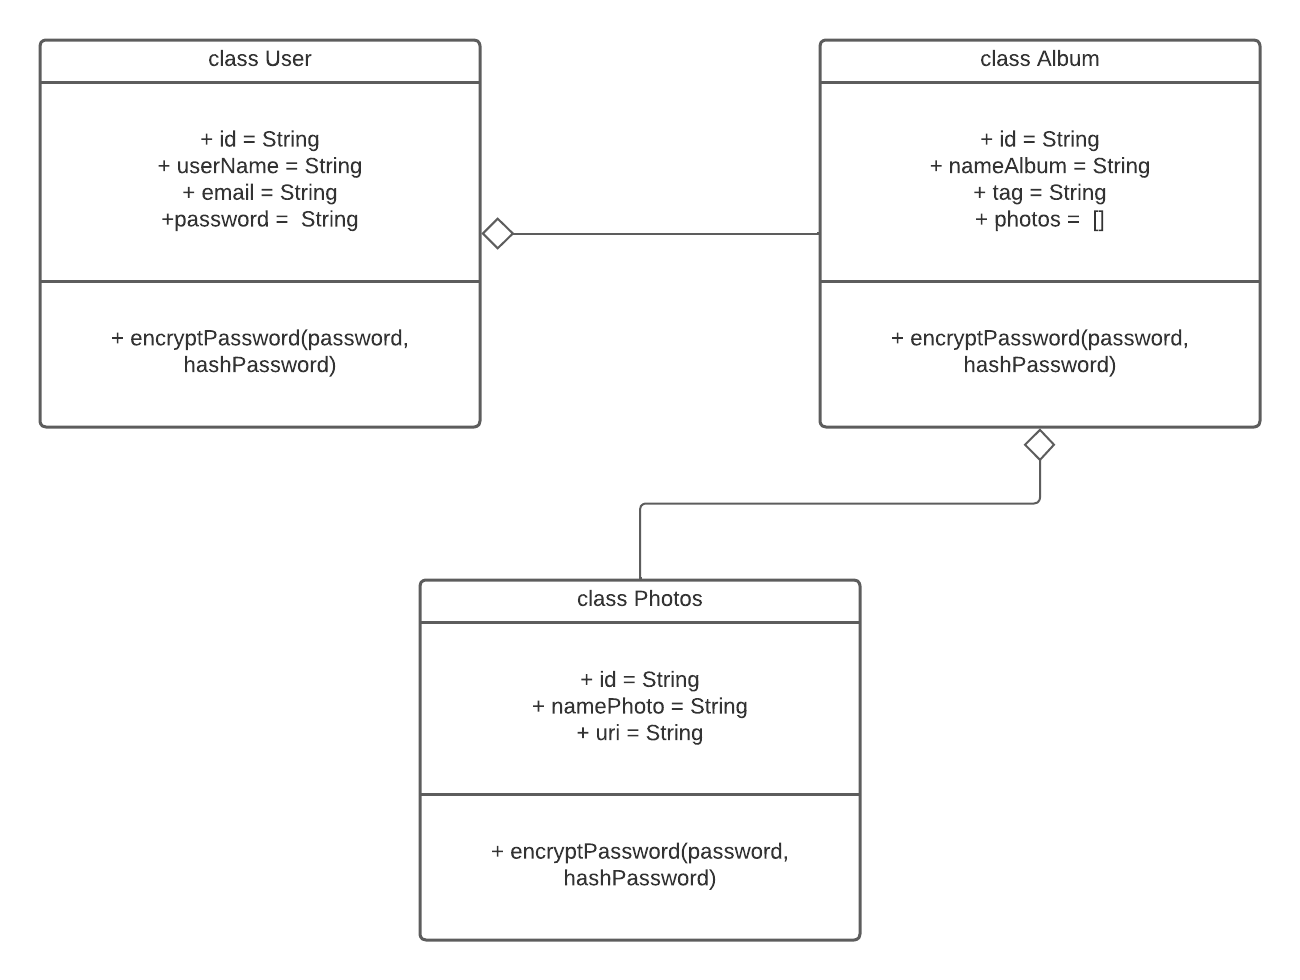 class User
+ id = String
+ userName = String
+ email = String
+password =  String
+ encryptPassword(password,
hashPassword)
class Album
+ id = String
+ nameAlbum = String
+ tag = String
+ photos =  []
+ encryptPassword(password,
hashPassword)
class Photos
+ id = String
+ namePhoto = String
+ uri = String
+ encryptPassword(password,
hashPassword)